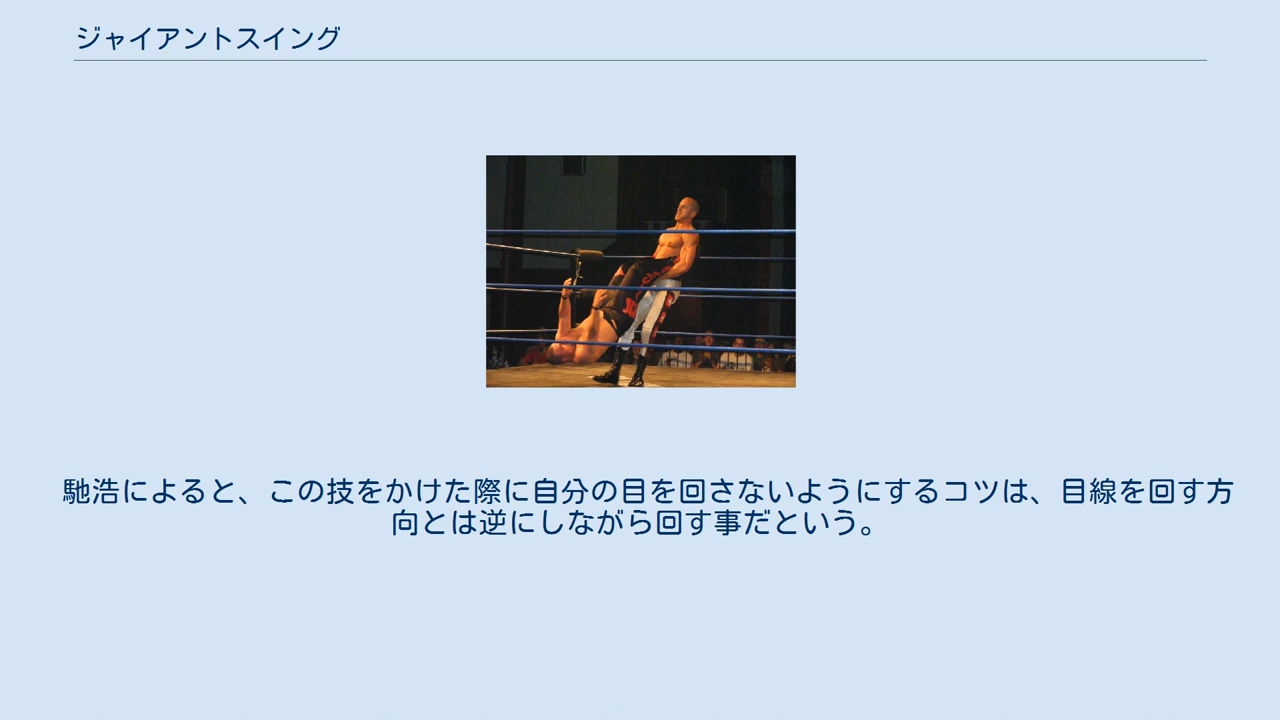 ジャイアントスイング
馳浩によると、この技をかけた際に自分の目を回さないようにするコツは、目線を回す方
向とは逆にしながら回す事だという。